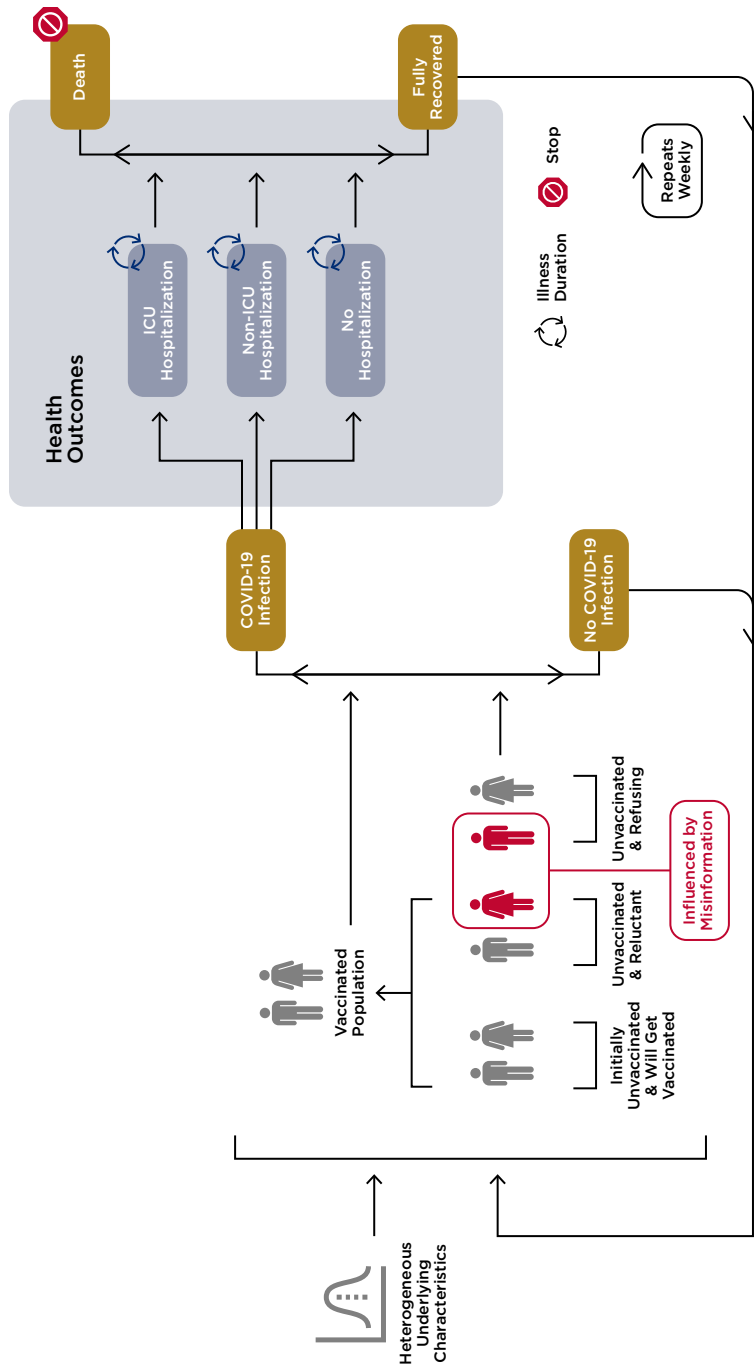 Heterogeneous
Underlying
Characteristics
Vaccinated
Population
Initially
Unvaccinated
& Will Get
Vaccinated
Unvaccinated
& Reluctant
Unvaccinated
& Refusing
Influenced by
Misinformation
COVID-19
Infection
No COVID-19
Infection
Health
Outcomes
ICU
Hospitalization
Non-ICU
Hospitalization
No
Hospitalization
Death
Fully
Recovered
Illness
Duration
Stop
Repeats
Weekly